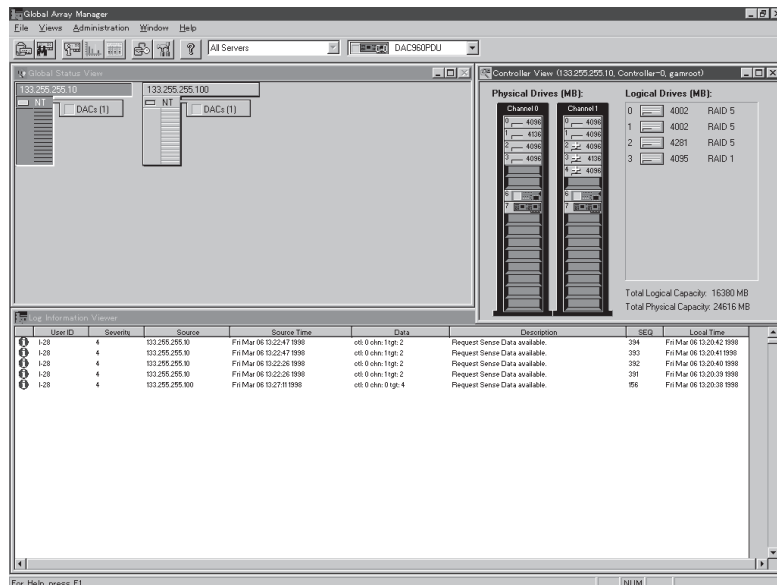 Global Array Manager
File Views Administration Window Help
All Servers
DAC960PDU
Global Status View
133.255.255.10
NT
DACs (1)
133.255.255.100
NT
DACs (1)
Controller View (133.255.255.10, Controller-0, gamroot)
Physical Drives (MB):
Channel 0
0 4096
1 4136
2 4096
3 4096
6
7
Channel 1
0 4096
1 4096
2 4096
3 4136
4 4096
6
7
Logical Drives (MB):
0 4002 RAID 5
1 4002 RAID 5
2 4281 RAID 5
3 4095 RAID 1
Total Logical Capacity: 16380 MB
Total Physical Capacity: 24616 MB
Log Information Viewer
User ID Severity Source Source Time Data Description SEQ Local Time
I-28 4 133.255.255.10 Fri Mar 06 13:22:47 1998 ctl: 0 chn: 1 tgt: 2 Request Sense Data available. 394 Fri Mar 06 13:20:42 1998
I-28 4 133.255.255.10 Fri Mar 06 13:22:47 1998 ctl: 0 chn: 1 tgt: 2 Request Sense Data available. 393 Fri Mar 06 13:20:41 1998
I-28 4 133.255.255.10 Fri Mar 06 13:22:26 1998 ctl: 0 chn: 1 tgt: 2 Request Sense Data available. 392 Fri Mar 06 13:20:40 1998
I-28 4 133.255.255.10 Fri Mar 06 13:22:26 1998 ctl: 0 chn: 1 tgt: 2 Request Sense Data available. 391 Fri Mar 06 13:20:39 1998
I-28 4 133.255.255.100 Fri Mar 06 13:27:11 1998 ctl: 0 chn: 0 tgt: 4 Request Sense Data available. 156 Fri Mar 06 13:20:38 1998
For Help, press F1
NUM